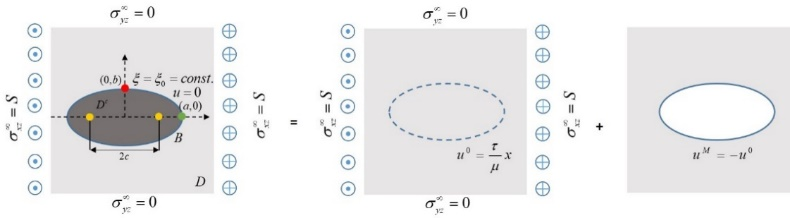 σ∞yz = 0
σ∞xz = S
(0,b)
ξ = ξ0 = const.
u = 0
(a,0)
D'
B
2c
D
σ∞yz = 0
σ∞xz = S
=
σ∞yz = 0
σ∞xz = S
u0 = τ/μ x
σ∞yz = 0
σ∞xz = S
+
uM = −u0